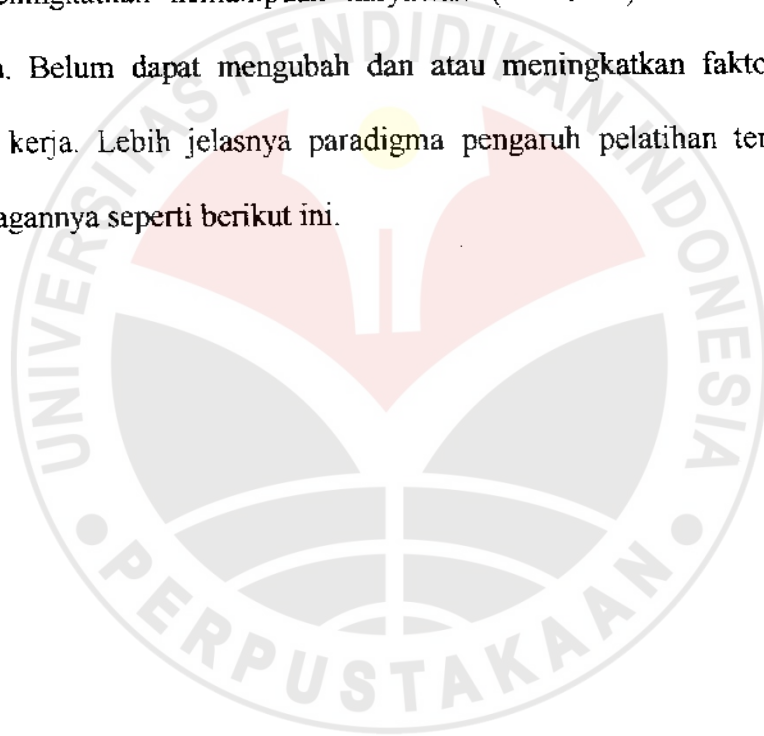 . Belum dapat mengubah dan atau meningkatkan fakto
kerja. Lebih jelasnya paradigma pengaruh pelatihan ter
agannya seperti berikut ini.
UNIVERSITAS PENDIDIKAN INDONESIA
• PERPUSTAKAAN •